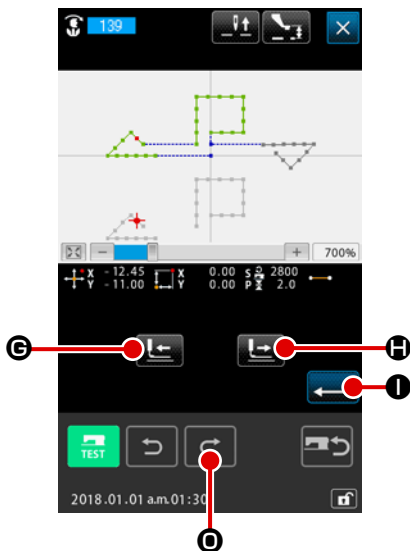 139
700%
X -12.45 X 0.00 S 2800
Y -11.00 Y 0.00 P 2.0
G
H
I
TEST
2018.01.01 a.m.01:30
O